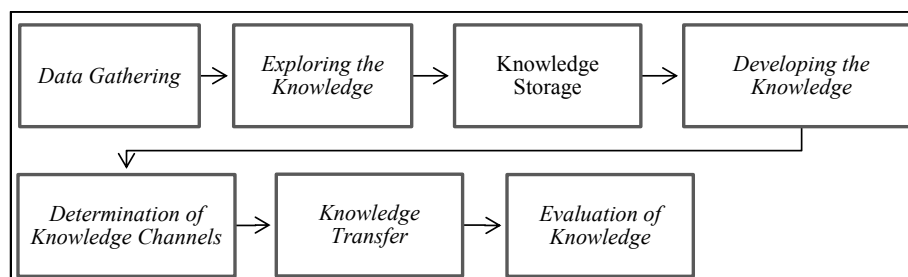 Data Gathering
Exploring the
Knowledge
Knowledge
Storage
Developing the
Knowledge
Determination of
Knowledge Channels
Knowledge
Transfer
Evaluation of
Knowledge